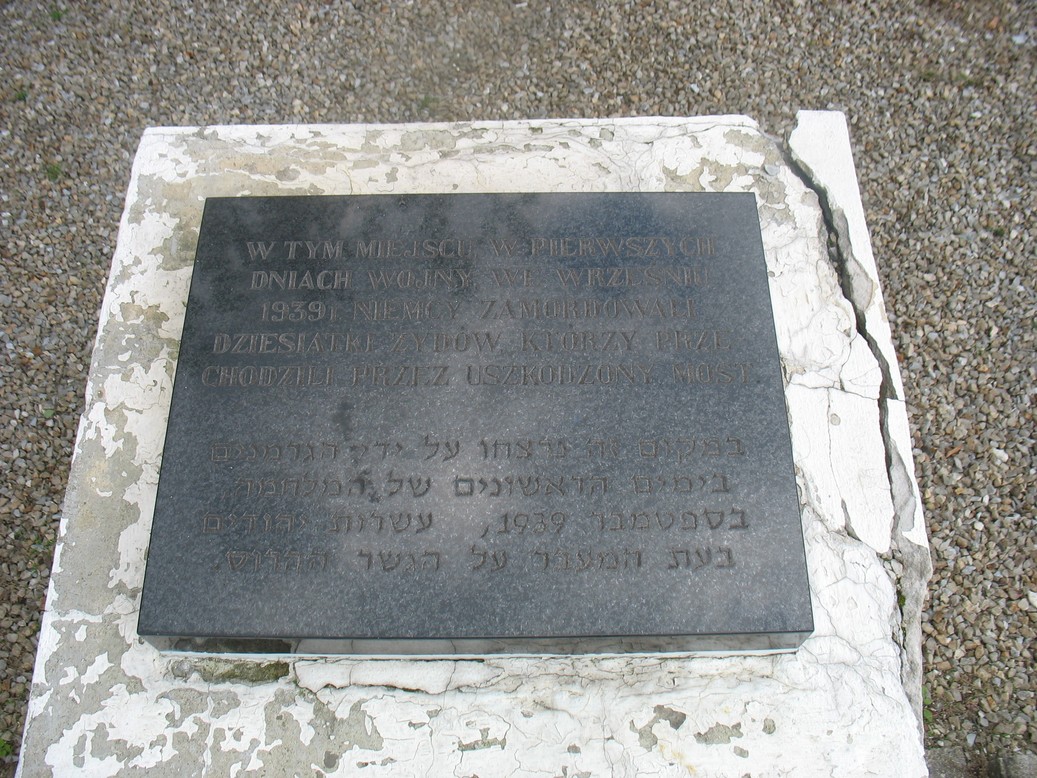 W TYM MIEJSCU W PIERWSZYCH
DNIACH WOJNY, WE WRZEŚNIU
1939 r. NIEMCY ZAMORDOWALI
DZIESIĄTKI ŻYDÓW, KTÓRZY PRZE-
CHODZILI PRZEZ USZKODZONY MOST.
במקום זה נרצחו על ידי הגרמנים
בימים הראשונים של המלחמה,
בספטמבר 1939, עשרות יהודים
בעת המעבר על הגשר ההרוס